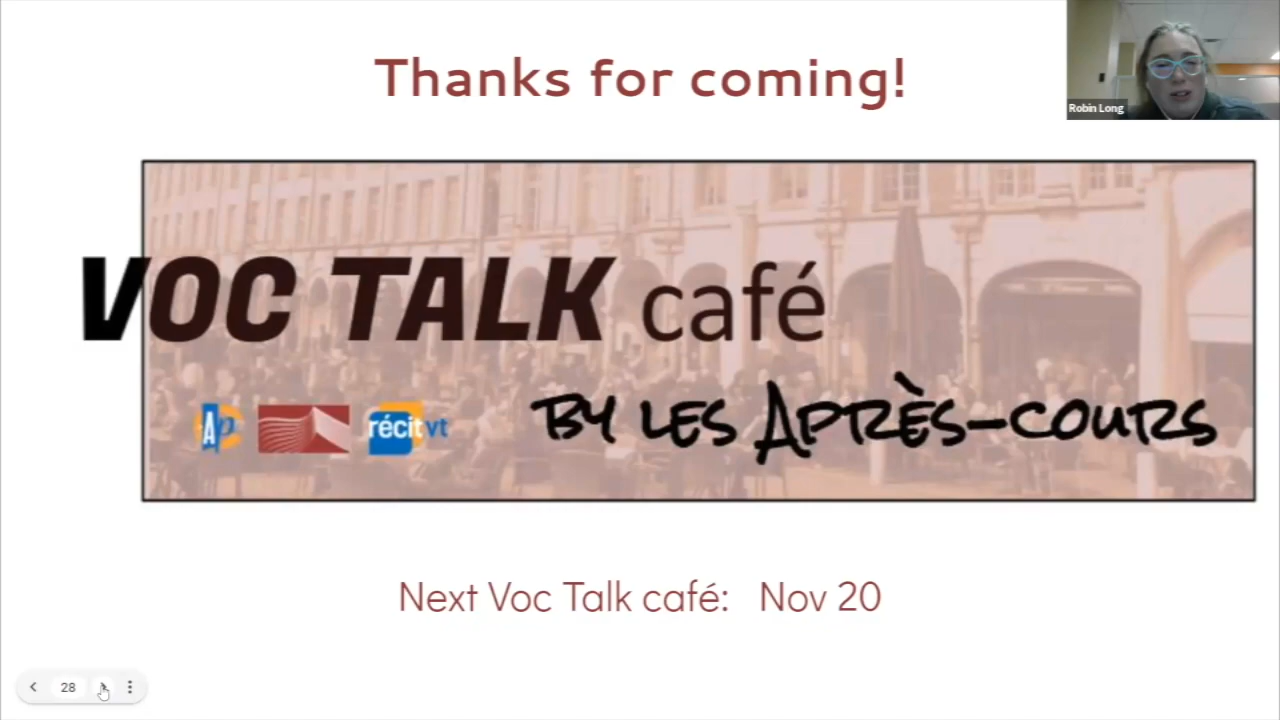 Thanks for coming!
Robin Long
VOC TALK café
Ap
récit vt
BY LES APRÈS-COURS
Next Voc Talk café: Nov 20
28